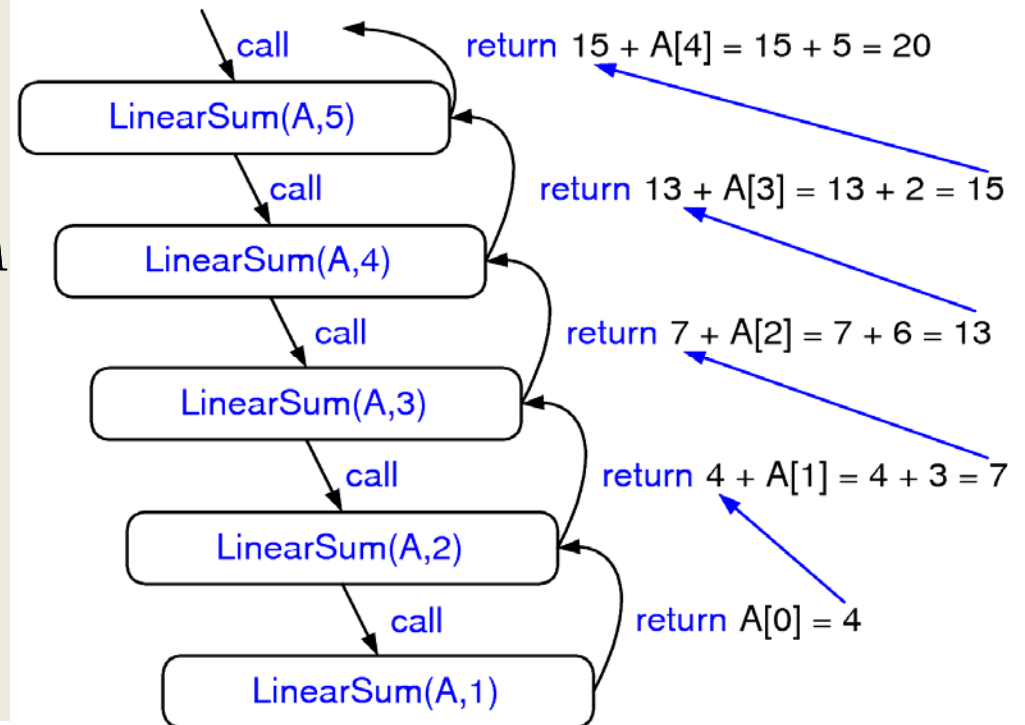 call
return 15 + A[4] = 15 + 5 = 20
LinearSum(A,5)
call
return 13 + A[3] = 13 + 2 = 15
LinearSum(A,4)
call
return 7 + A[2] = 7 + 6 = 13
LinearSum(A,3)
call
return 4 + A[1] = 4 + 3 = 7
LinearSum(A,2)
call
return A[0] = 4
LinearSum(A,1)